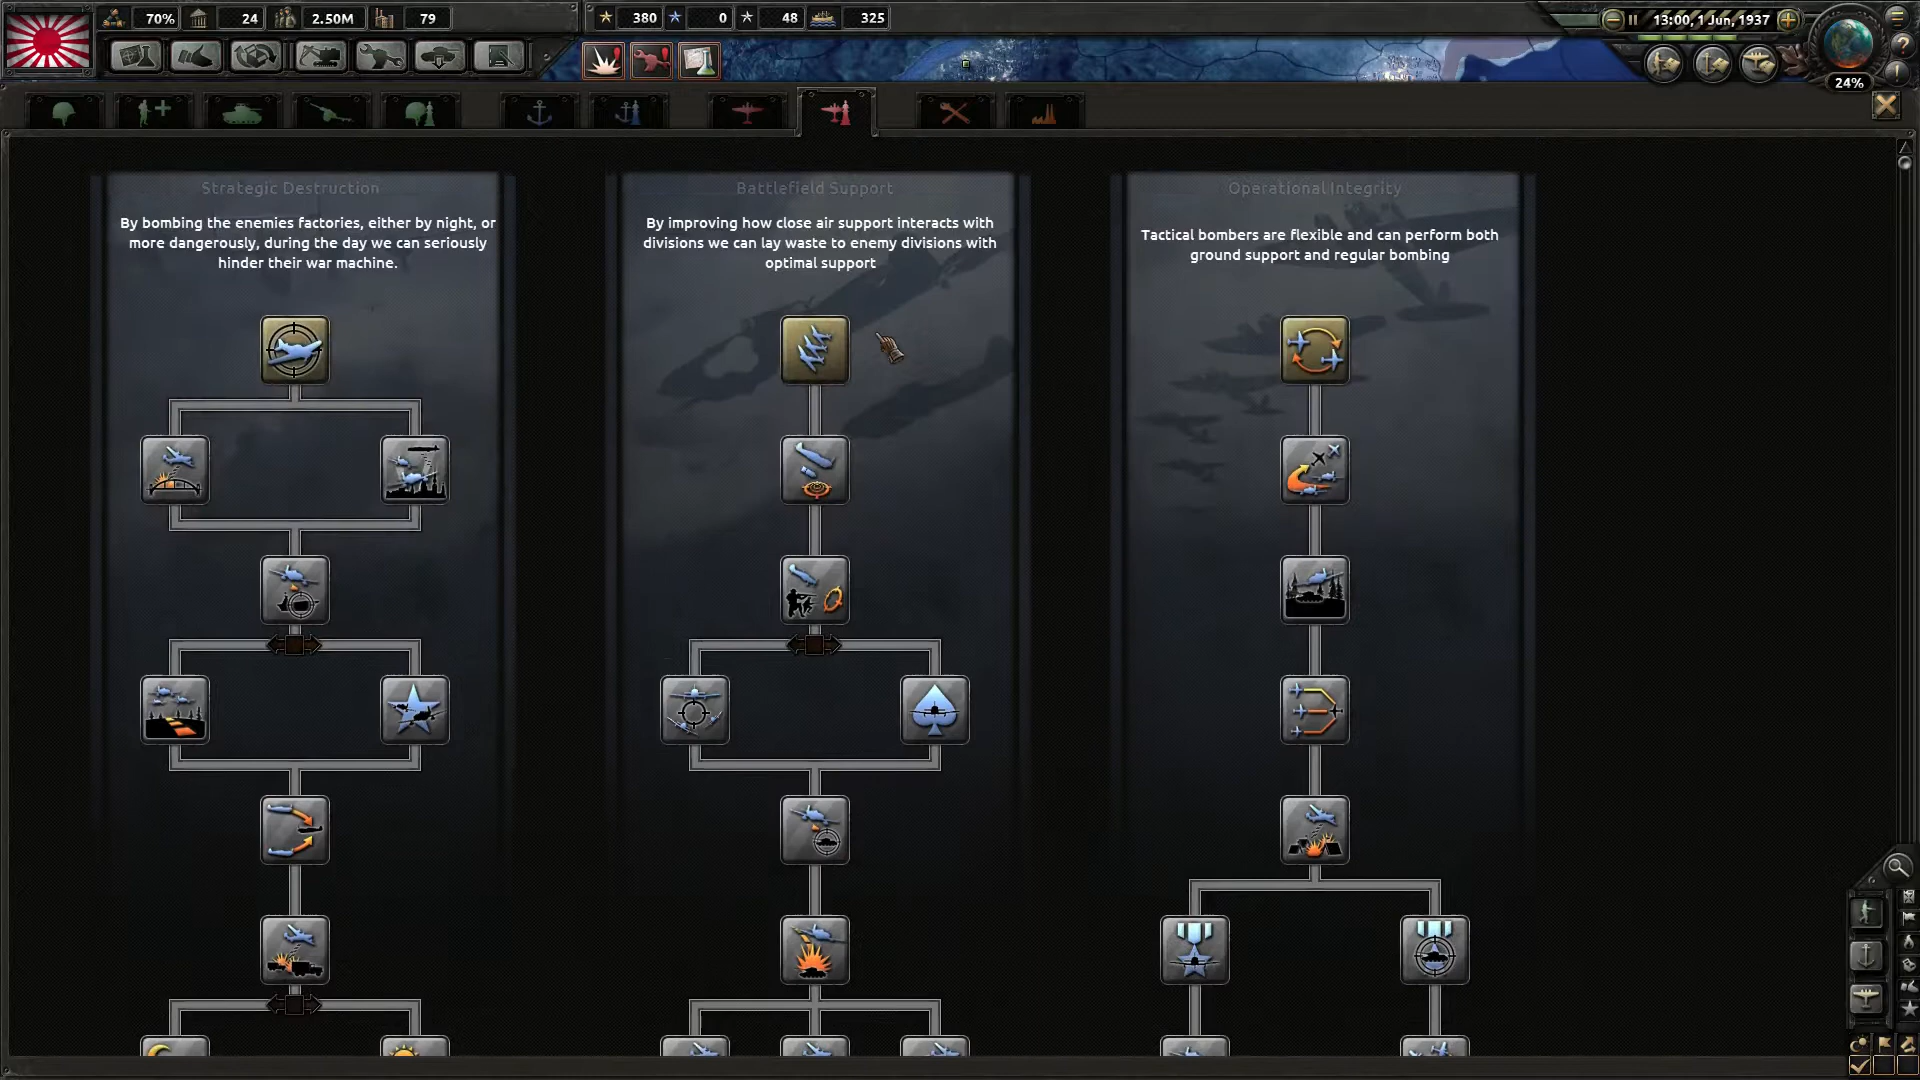 70%
24
2.50M
79
380
0
48
325
13:00, 1 Jun, 1937
24%
Strategic Destruction
By bombing the enemies factories, either by night, or
more dangerously, during the day we can seriously
hinder their war machine.
Battlefield Support
By improving how close air support interacts with
divisions we can lay waste to enemy divisions with
optimal support
Operational Integrity
Tactical bombers are flexible and can perform both
ground support and regular bombing